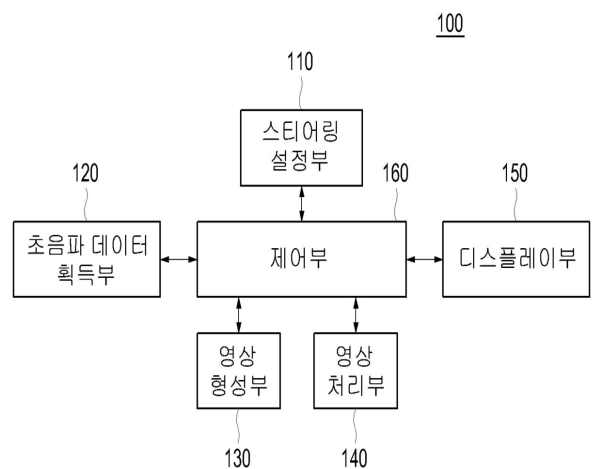 100
110
스티어링
설정부
120
160
150
초음파 데이터
획득부
제어부
디스플레이부
영상
형성부
영상
처리부
130
140